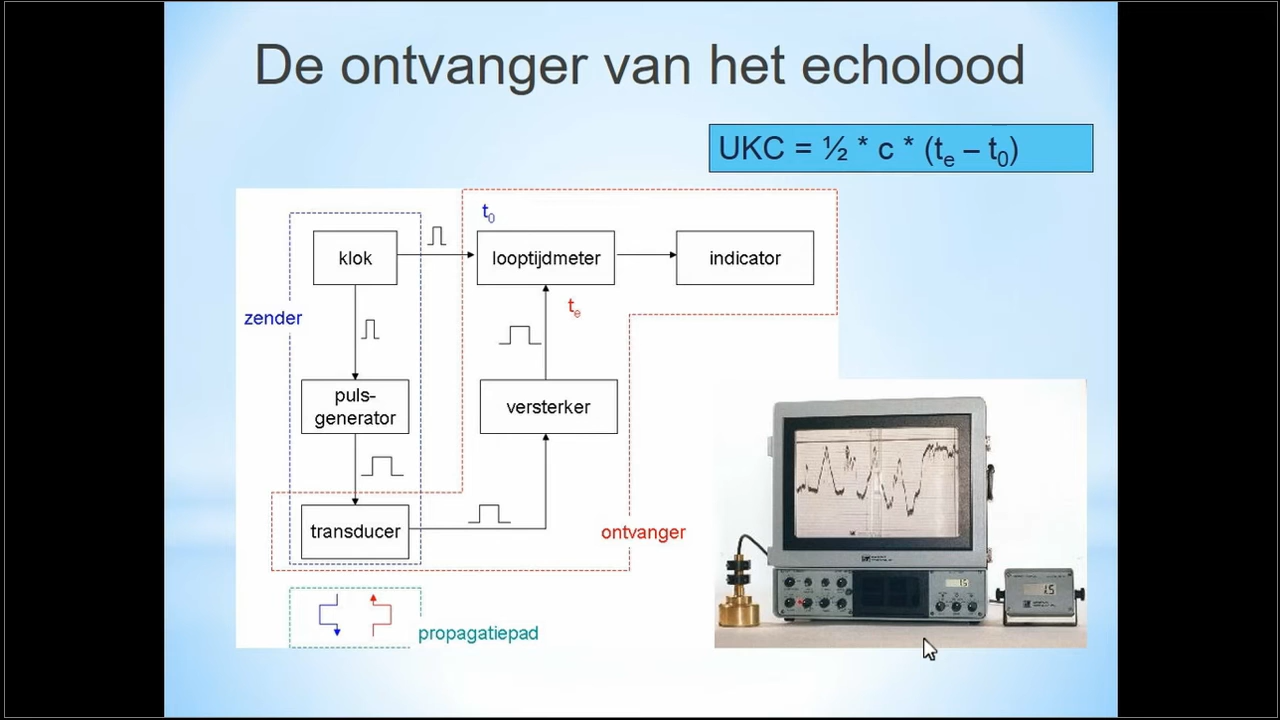 De ontvanger van het echolood
UKC = ½ * c * (te – t0)
t0
klok
looptijdmeter
indicator
zender
te
puls-
generator
versterker
transducer
ontvanger
propagatiepad
15
15